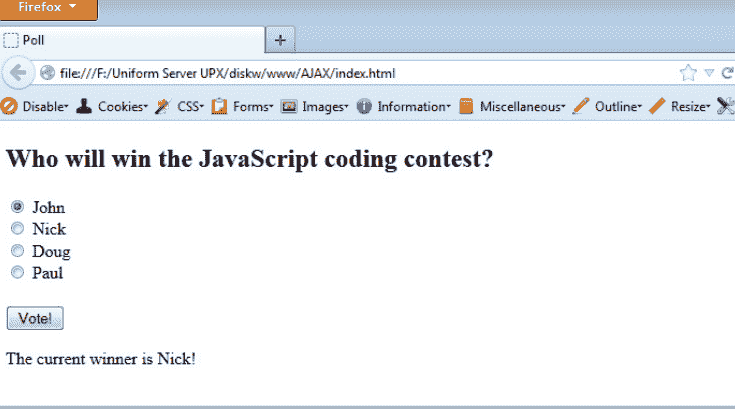 Firefox
Poll
file:///F:/Uniform Server UPX/diskw/www/AJAX/index.html
Disable Cookies CSS Forms Images Information Miscellaneous Outline Resize
Who will win the JavaScript coding contest?
John
Nick
Doug
Paul
Vote!
The current winner is Nick!